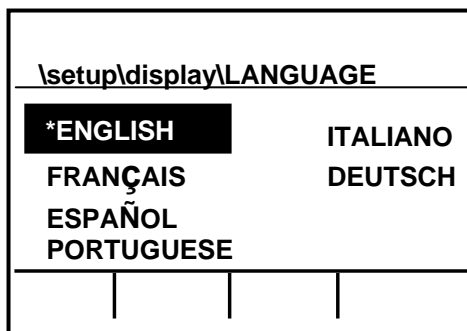 \setup\display\LANGUAGE
*ENGLISH
FRANÇAIS
ESPAÑOL
PORTUGUESE
ITALIANO
DEUTSCH